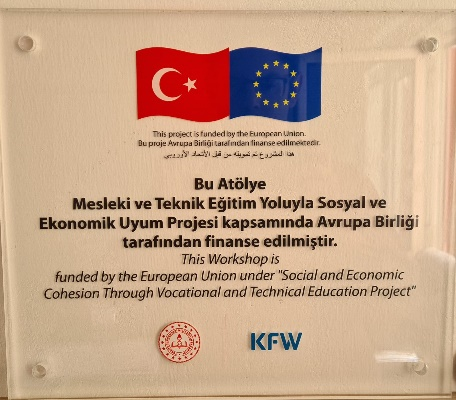 This project is funded by the European Union.
Bu proje Avrupa Birliği tarafından finanse edilmektedir.
هذا المشروع تم تمويله من قبل الأتحاد الأوروبي
Bu Atölye
Mesleki ve Teknik Eğitim Yoluyla Sosyal ve
Ekonomik Uyum Projesi kapsamında Avrupa Birliği
tarafından finanse edilmiştir.
This Workshop is
funded by the European Union under "Social and Economic
Cohesion Through Vocational and Technical Education Project"
KFW